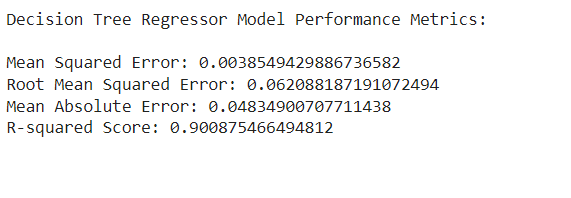 Decision Tree Regressor Model Performance Metrics:
Mean Squared Error: 0.0038549429886736582
Root Mean Squared Error: 0.062088187191072494
Mean Absolute Error: 0.04834900707711438
R-squared Score: 0.900875466494812